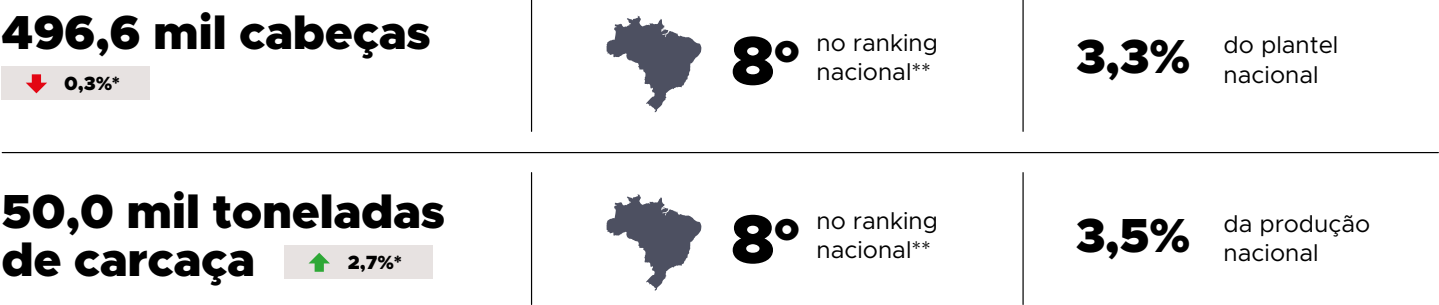 496,6 mil cabeças
0,3%*
8º
no ranking
nacional**
3,3%
do plantel
nacional
50,0 mil toneladas
de carcaça
2,7%*
8º
no ranking
nacional**
3,5%
da produção
nacional